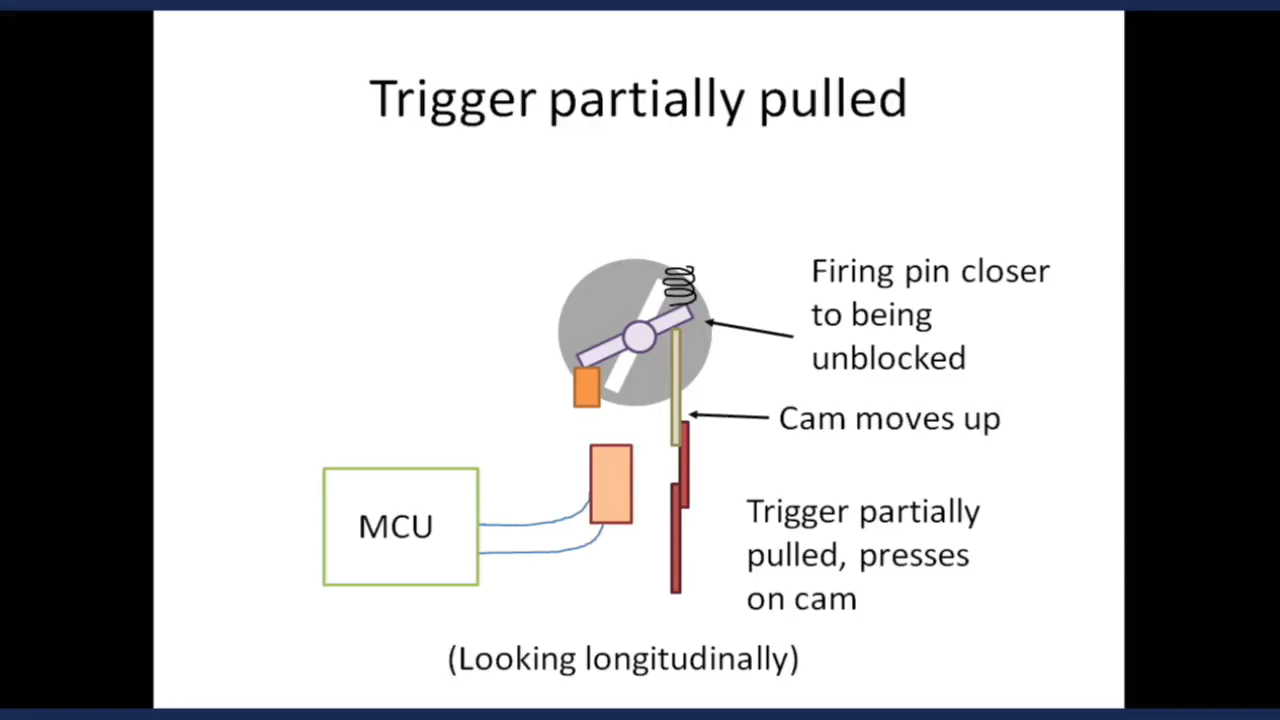 Trigger partially pulled
Firing pin closer
to being
unblocked
Cam moves up
MCU
Trigger partially
pulled, presses
on cam
(Looking longitudinally)